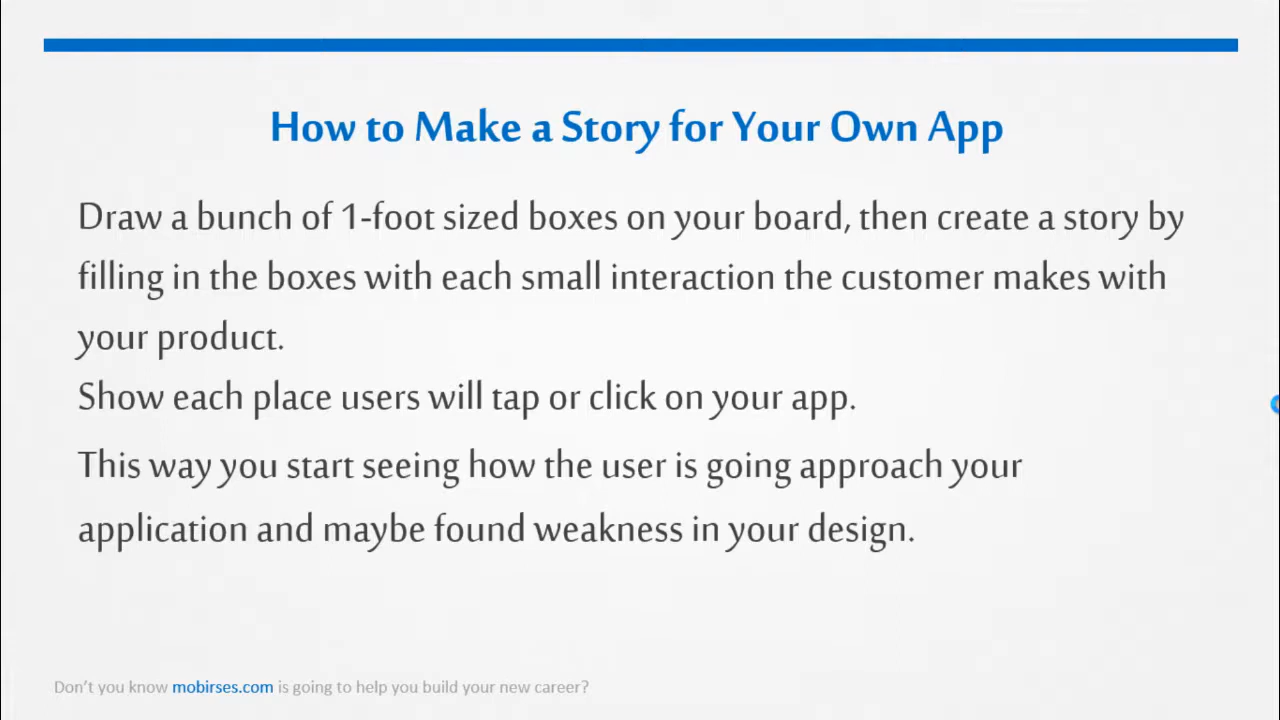 How to Make a Story for Your Own App
Draw a bunch of 1-foot sized boxes on your board, then create a story by
filling in the boxes with each small interaction the customer makes with
your product.
Show each place users will tap or click on your app.
This way you start seeing how the user is going approach your
application and maybe found weakness in your design.
Don't you know mobirses.com is going to help you build your new career?